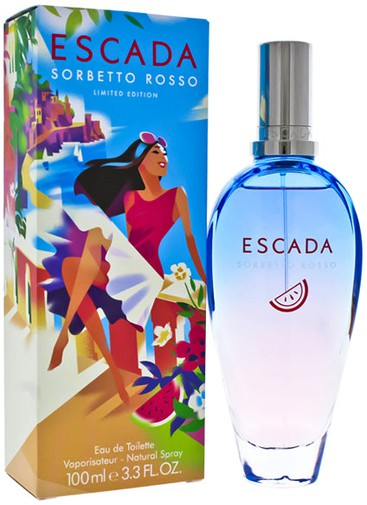 ESCADA
SORBETTO ROSSO
LIMITED EDITION
Eau de Toilette
Vaporisateur - Natural Spray
100 ml e 3.3 FL.OZ.
ESCADA
ESCADA
SORBETTO ROSSO